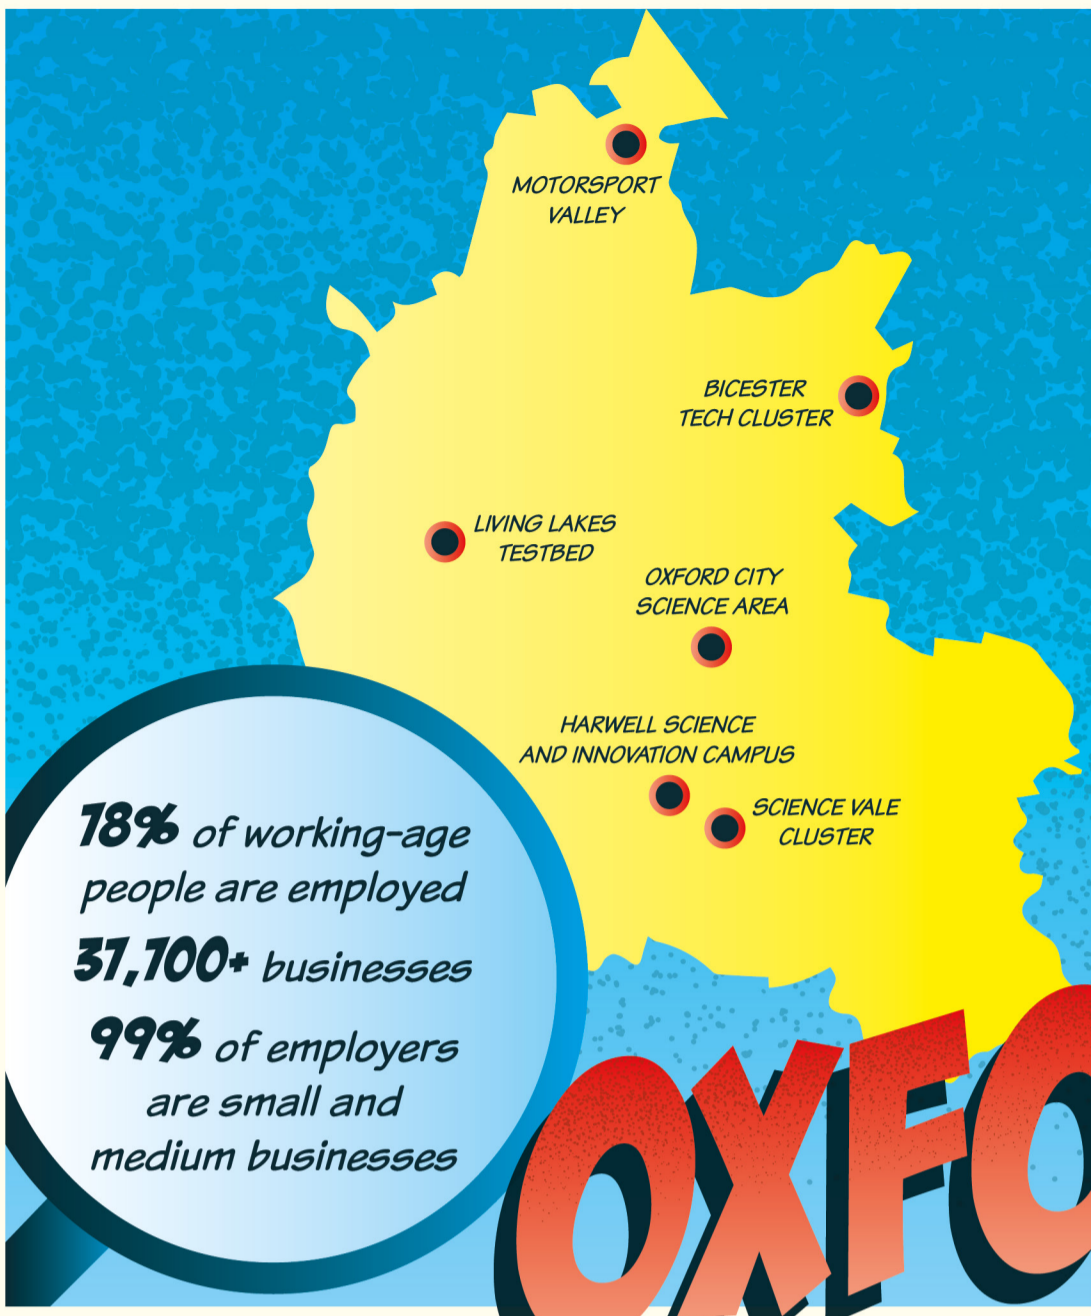 MOTORSPORT
VALLEY
BICESTER
TECH CLUSTER
LIVING LAKES
TESTBED
OXFORD CITY
SCIENCE AREA
HARWELL SCIENCE
AND INNOVATION CAMPUS
SCIENCE VALE
CLUSTER
78% of working-age
people are employed
37,700+ businesses
99% of employers
are small and
medium businesses
OXFO